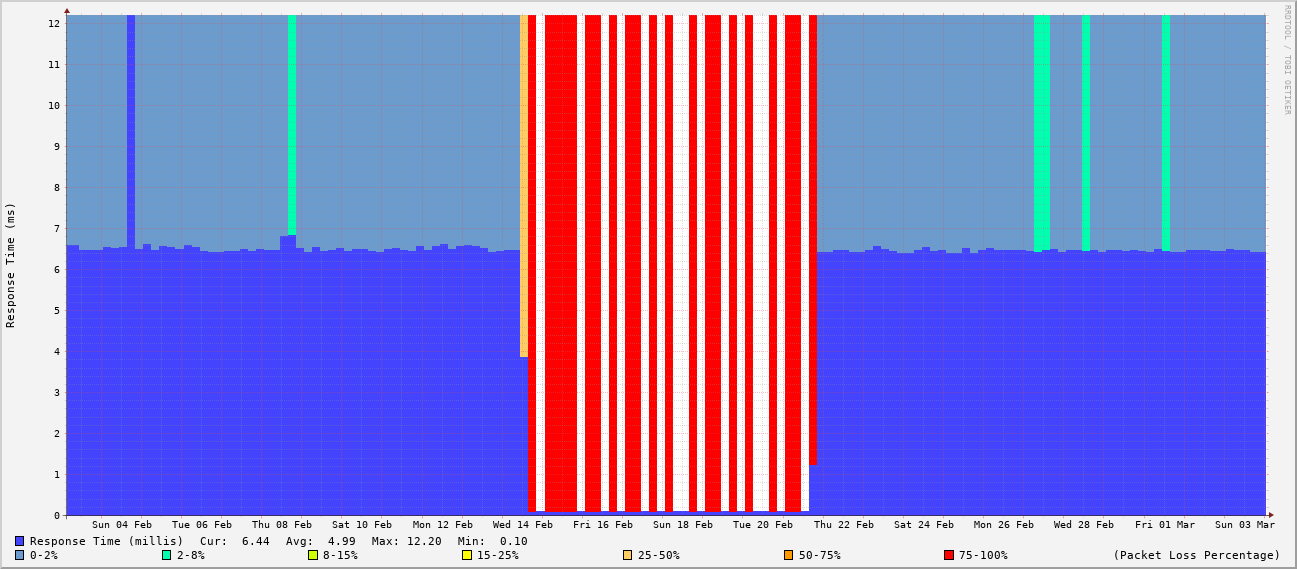 RRDTOOL / TOBI OETIKER
Response Time (ms)
12
11
10
9
8
7
6
5
4
3
2
1
0
Sun 04 Feb Tue 06 Feb Thu 08 Feb Sat 10 Feb Mon 12 Feb Wed 14 Feb Fri 16 Feb Sun 18 Feb Tue 20 Feb Thu 22 Feb Sat 24 Feb Mon 26 Feb Wed 28 Feb Fri 01 Mar Sun 03 Mar
Response Time (millis) Cur: 6.44 Avg: 4.99 Max: 12.20 Min: 0.10
0-2% 2-8% 8-15% 15-25% 25-50% 50-75% 75-100% (Packet Loss Percentage)